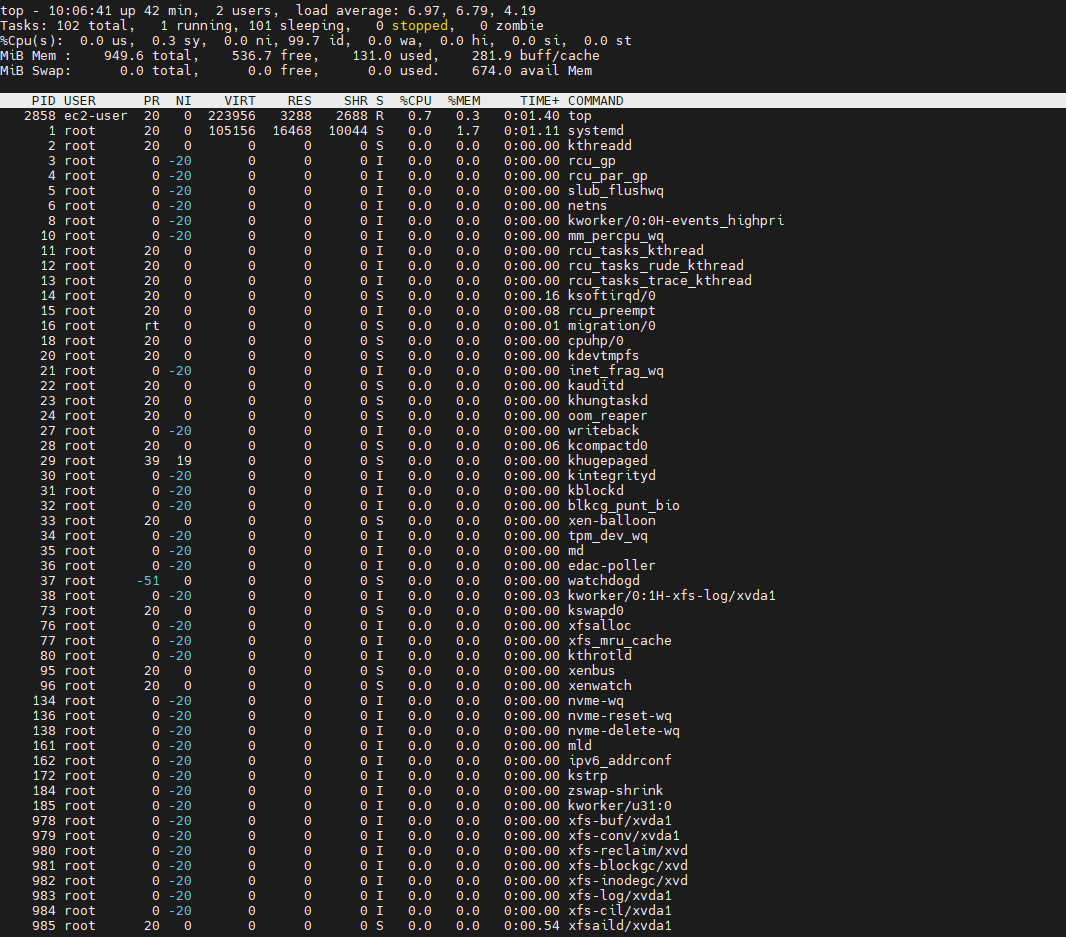 top - 10:06:41 up 42 min,  2 users,  load average: 6.97, 6.79, 4.19
Tasks: 102 total,   1 running, 101 sleeping,   0 stopped,   0 zombie
%Cpu(s):  0.0 us,  0.3 sy,  0.0 ni, 99.7 id,  0.0 wa,  0.0 hi,  0.0 si,  0.0 st
MiB Mem :    949.6 total,    536.7 free,    131.0 used,    281.9 buff/cache
MiB Swap:      0.0 total,      0.0 free,      0.0 used.    674.0 avail Mem
PID USER      PR  NI    VIRT    RES    SHR S  %CPU  %MEM     TIME+ COMMAND
2858 ec2-user  20   0  223956   3288   2688 R   0.7   0.3   0:01.40 top
1 root      20   0  105156  16468  10044 S   0.0   1.7   0:01.11 systemd
2 root      20   0       0      0      0 S   0.0   0.0   0:00.00 kthreadd
3 root       0 -20       0      0      0 I   0.0   0.0   0:00.00 rcu_gp
4 root       0 -20       0      0      0 I   0.0   0.0   0:00.00 rcu_par_gp
5 root       0 -20       0      0      0 I   0.0   0.0   0:00.00 slub_flushwq
6 root       0 -20       0      0      0 I   0.0   0.0   0:00.00 netns
8 root       0 -20       0      0      0 I   0.0   0.0   0:00.00 kworker/0:0H-events_highpri
10 root       0 -20       0      0      0 I   0.0   0.0   0:00.00 mm_percpu_wq
11 root      20   0       0      0      0 I   0.0   0.0   0:00.00 rcu_tasks_kthread
12 root      20   0       0      0      0 I   0.0   0.0   0:00.00 rcu_tasks_rude_kthread
13 root      20   0       0      0      0 I   0.0   0.0   0:00.00 rcu_tasks_trace_kthread
14 root      20   0       0      0      0 S   0.0   0.0   0:00.16 ksoftirqd/0
15 root      20   0       0      0      0 I   0.0   0.0   0:00.08 rcu_preempt
16 root      rt   0       0      0      0 S   0.0   0.0   0:00.01 migration/0
18 root      20   0       0      0      0 S   0.0   0.0   0:00.00 cpuhp/0
20 root      20   0       0      0      0 S   0.0   0.0   0:00.00 kdevtmpfs
21 root       0 -20       0      0      0 I   0.0   0.0   0:00.00 inet_frag_wq
22 root      20   0       0      0      0 S   0.0   0.0   0:00.00 kauditd
23 root      20   0       0      0      0 S   0.0   0.0   0:00.00 khungtaskd
24 root      20   0       0      0      0 S   0.0   0.0   0:00.00 oom_reaper
27 root       0 -20       0      0      0 I   0.0   0.0   0:00.00 writeback
28 root      20   0       0      0      0 S   0.0   0.0   0:00.06 kcompactd0
29 root      39  19       0      0      0 S   0.0   0.0   0:00.00 khugepaged
30 root       0 -20       0      0      0 I   0.0   0.0   0:00.00 kintegrityd
31 root       0 -20       0      0      0 I   0.0   0.0   0:00.00 kblockd
32 root       0 -20       0      0      0 I   0.0   0.0   0:00.00 blkcg_punt_bio
33 root      20   0       0      0      0 S   0.0   0.0   0:00.00 xen-balloon
34 root       0 -20       0      0      0 I   0.0   0.0   0:00.00 tpm_dev_wq
35 root       0 -20       0      0      0 I   0.0   0.0   0:00.00 md
36 root       0 -20       0      0      0 I   0.0   0.0   0:00.00 edac-poller
37 root     -51   0       0      0      0 S   0.0   0.0   0:00.00 watchdogd
38 root       0 -20       0      0      0 I   0.0   0.0   0:00.03 kworker/0:1H-xfs-log/xvda1
73 root      20   0       0      0      0 S   0.0   0.0   0:00.00 kswapd0
76 root       0 -20       0      0      0 I   0.0   0.0   0:00.00 xfsalloc
77 root       0 -20       0      0      0 I   0.0   0.0   0:00.00 xfs_mru_cache
80 root       0 -20       0      0      0 I   0.0   0.0   0:00.00 kthrotld
95 root      20   0       0      0      0 S   0.0   0.0   0:00.00 xenbus
96 root      20   0       0      0      0 S   0.0   0.0   0:00.00 xenwatch
134 root       0 -20       0      0      0 I   0.0   0.0   0:00.00 nvme-wq
136 root       0 -20       0      0      0 I   0.0   0.0   0:00.00 nvme-reset-wq
138 root       0 -20       0      0      0 I   0.0   0.0   0:00.00 nvme-delete-wq
161 root       0 -20       0      0      0 I   0.0   0.0   0:00.00 mld
162 root       0 -20       0      0      0 I   0.0   0.0   0:00.00 ipv6_addrconf
172 root       0 -20       0      0      0 I   0.0   0.0   0:00.00 kstrp
184 root       0 -20       0      0      0 I   0.0   0.0   0:00.00 zswap-shrink
185 root       0 -20       0      0      0 I   0.0   0.0   0:00.00 kworker/u31:0
978 root       0 -20       0      0      0 I   0.0   0.0   0:00.00 xfs-buf/xvda1
979 root       0 -20       0      0      0 I   0.0   0.0   0:00.00 xfs-conv/xvda1
980 root       0 -20       0      0      0 I   0.0   0.0   0:00.00 xfs-reclaim/xvd
981 root       0 -20       0      0      0 I   0.0   0.0   0:00.00 xfs-blockgc/xvd
982 root       0 -20       0      0      0 I   0.0   0.0   0:00.00 xfs-inodegc/xvd
983 root       0 -20       0      0      0 I   0.0   0.0   0:00.00 xfs-log/xvda1
984 root       0 -20       0      0      0 I   0.0   0.0   0:00.00 xfs-cil/xvda1
985 root      20   0       0      0      0 S   0.0   0.0   0:00.54 xfsaild/xvda1